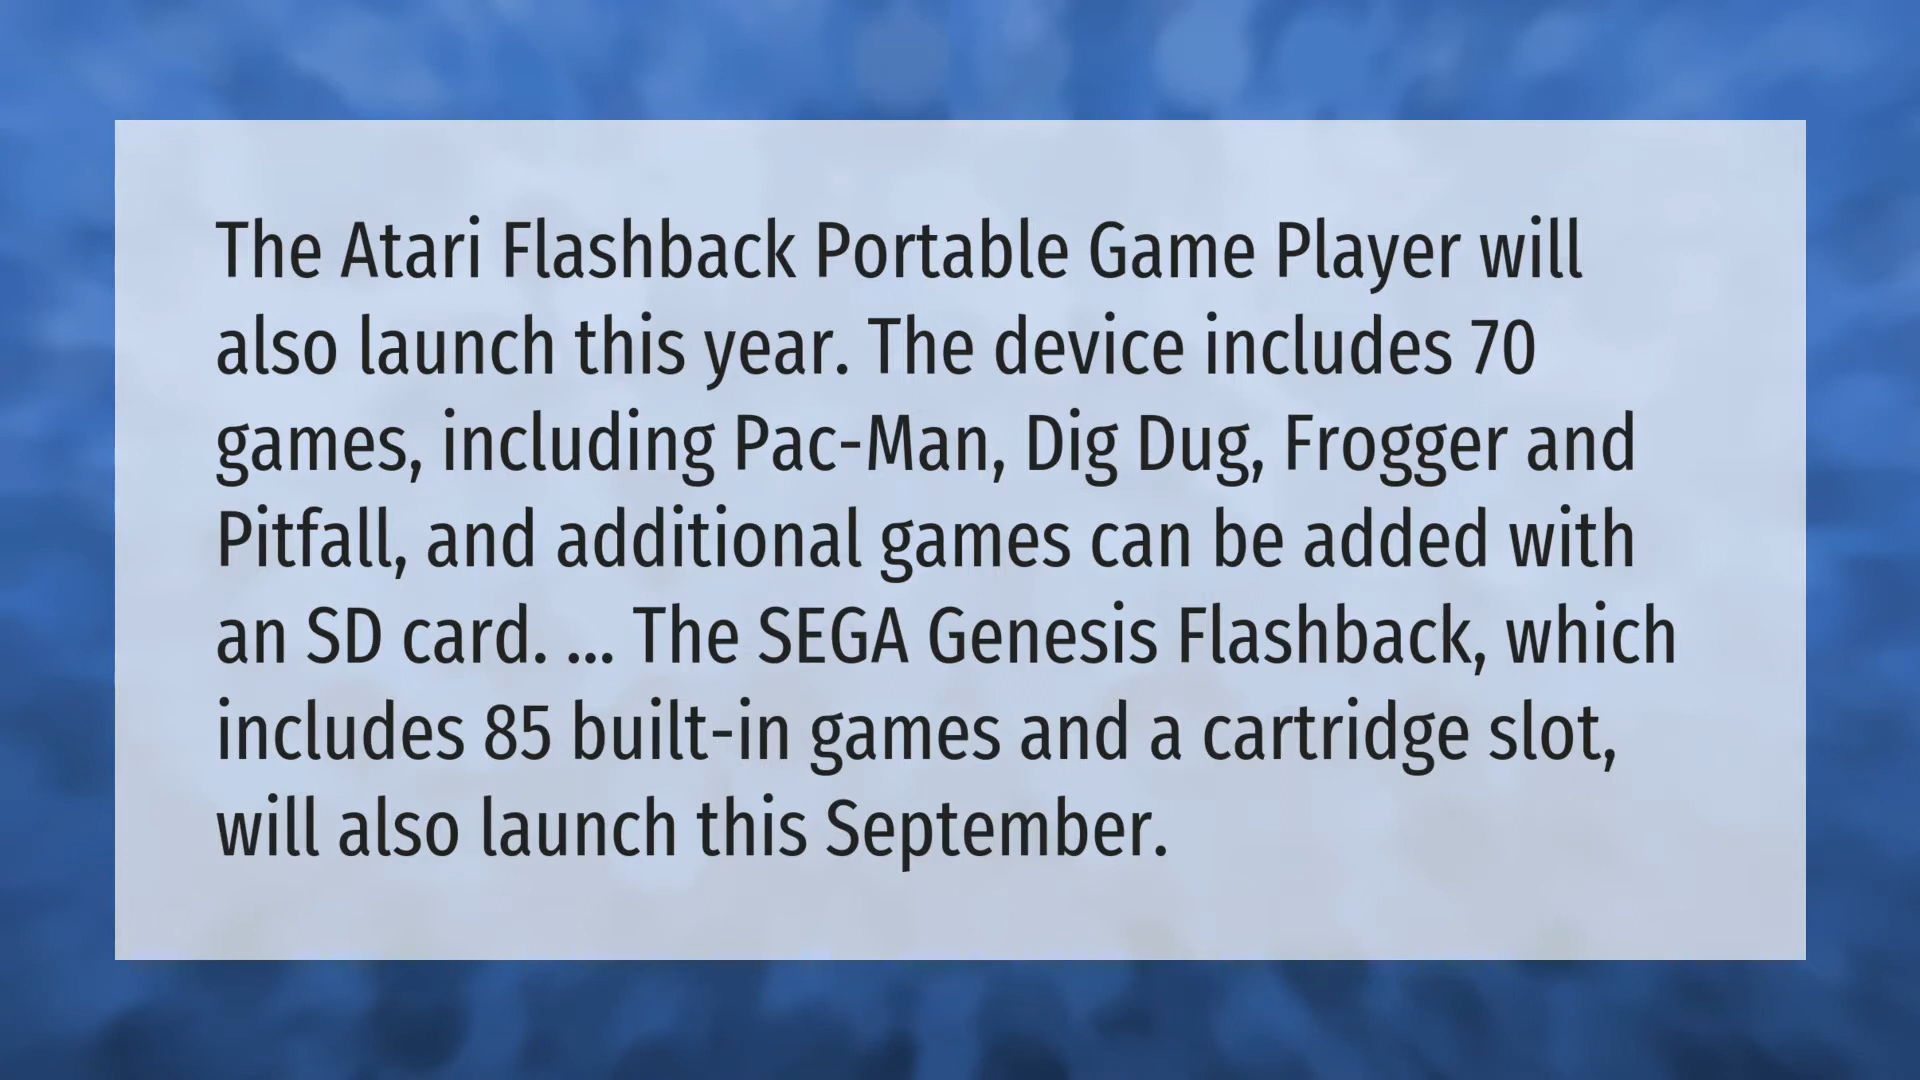 The Atari Flashback Portable Game Player will
also launch this year. The device includes 70
games, including Pac-Man, Dig Dug, Frogger and
Pitfall, and additional games can be added with
an SD card. ... The SEGA Genesis Flashback, which
includes 85 built-in games and a cartridge slot,
will also launch this September.